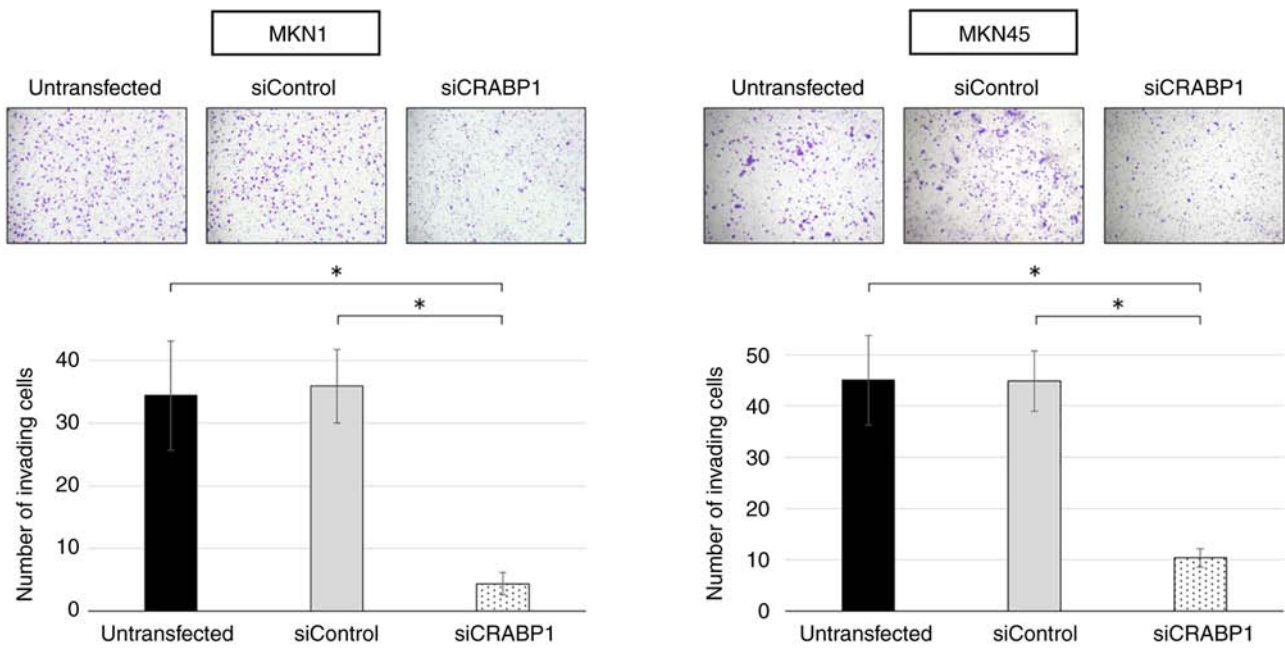 MKN1
Untransfected siControl siCRABP1
*
*
Number of invading cells
40
30
20
10
0
Untransfected siControl siCRABP1
MKN45
Untransfected siControl siCRABP1
*
*
Number of invading cells
50
40
30
20
10
0
Untransfected siControl siCRABP1